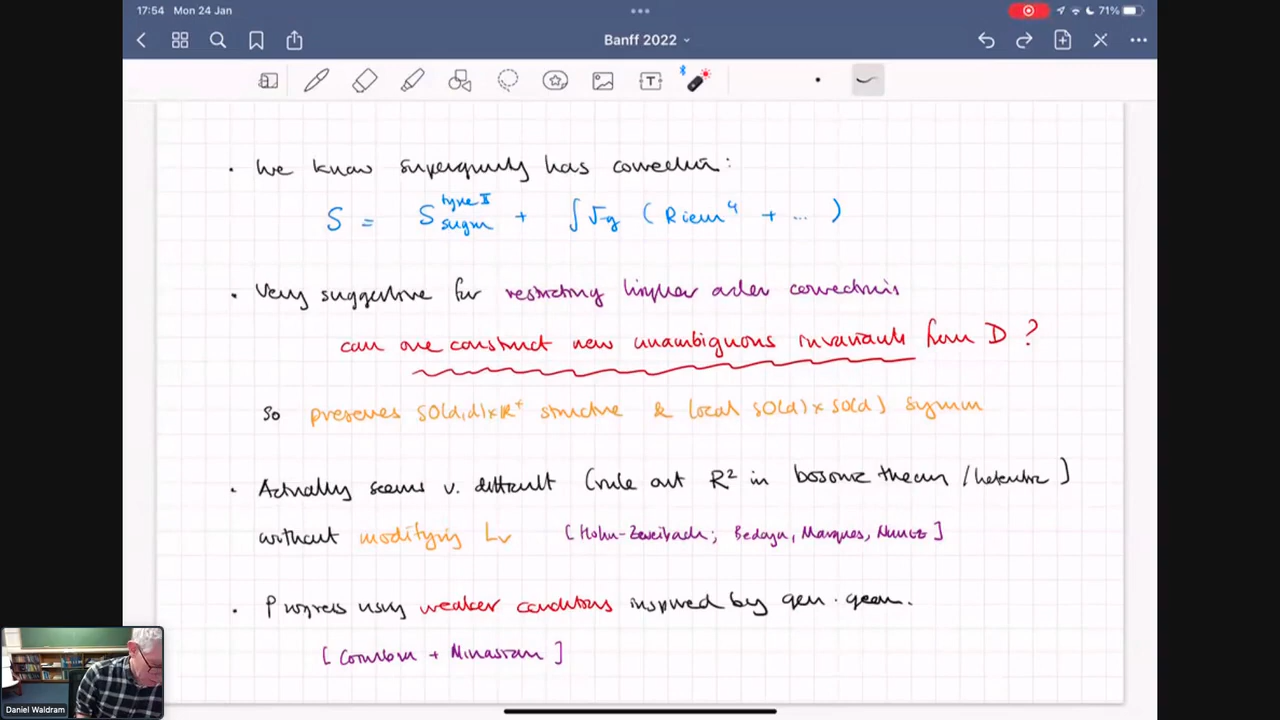 17:54 Mon 24 Jan
71%
Banff 2022
T
• We know supergravity has correction:
S = S type II sugra + ∫√g ( Riem⁴ + ... )
• Very suggestive for restricting higher order corrections
can one construct new unambiguous invariants from D ?
So preserves SO(d,d)×R⁺ structure & local SO(d)×SO(d) symm
• Actually seems v. difficult (rule out R² in bosonic theory / heterotic)
without modifying Lv [Hohm-Zwiebach; Bedoya, Marques, Nunez]
• Progress using weaker conditions inspired by gen. geom.
[Coimbra + Minasian]
Daniel Waldram